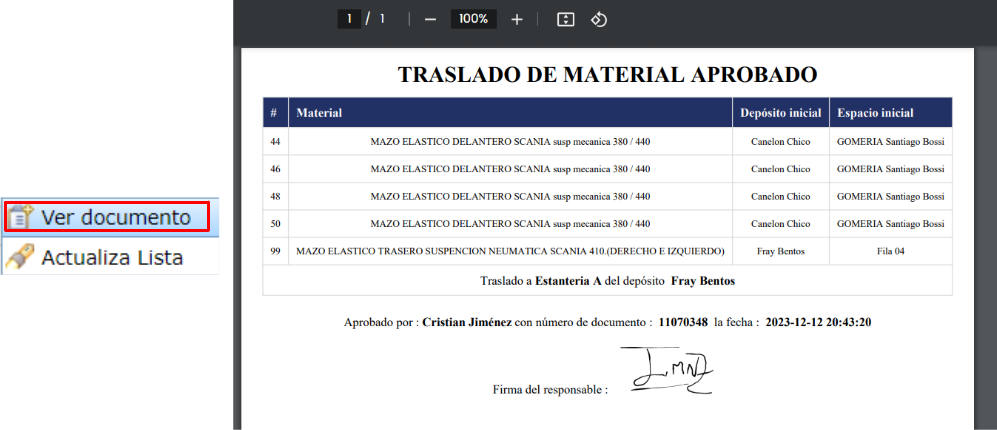 Ver documento
Actualiza Lista
1 / 1 | — 100% + |
TRASLADO DE MATERIAL APROBADO
# Material Depósito inicial Espacio inicial
44 MAZO ELASTICO DELANTERO SCANIA susp mecanica 380 / 440 Canelon Chico GOMERIA Santiago Bossi
46 MAZO ELASTICO DELANTERO SCANIA susp mecanica 380 / 440 Canelon Chico GOMERIA Santiago Bossi
48 MAZO ELASTICO DELANTERO SCANIA susp mecanica 380 / 440 Canelon Chico GOMERIA Santiago Bossi
50 MAZO ELASTICO DELANTERO SCANIA susp mecanica 380 / 440 Canelon Chico GOMERIA Santiago Bossi
99 MAZO ELASTICO TRASERO SUSPENCION NEUMATICA SCANIA 410.(DERECHO E IZQUIERDO) Fray Bentos Fila 04
Traslado a Estanteria A del depósito Fray Bentos
Aprobado por : Cristian Jiménez con número de documento : 11070348 la fecha : 2023-12-12 20:43:20
Firma del responsable :